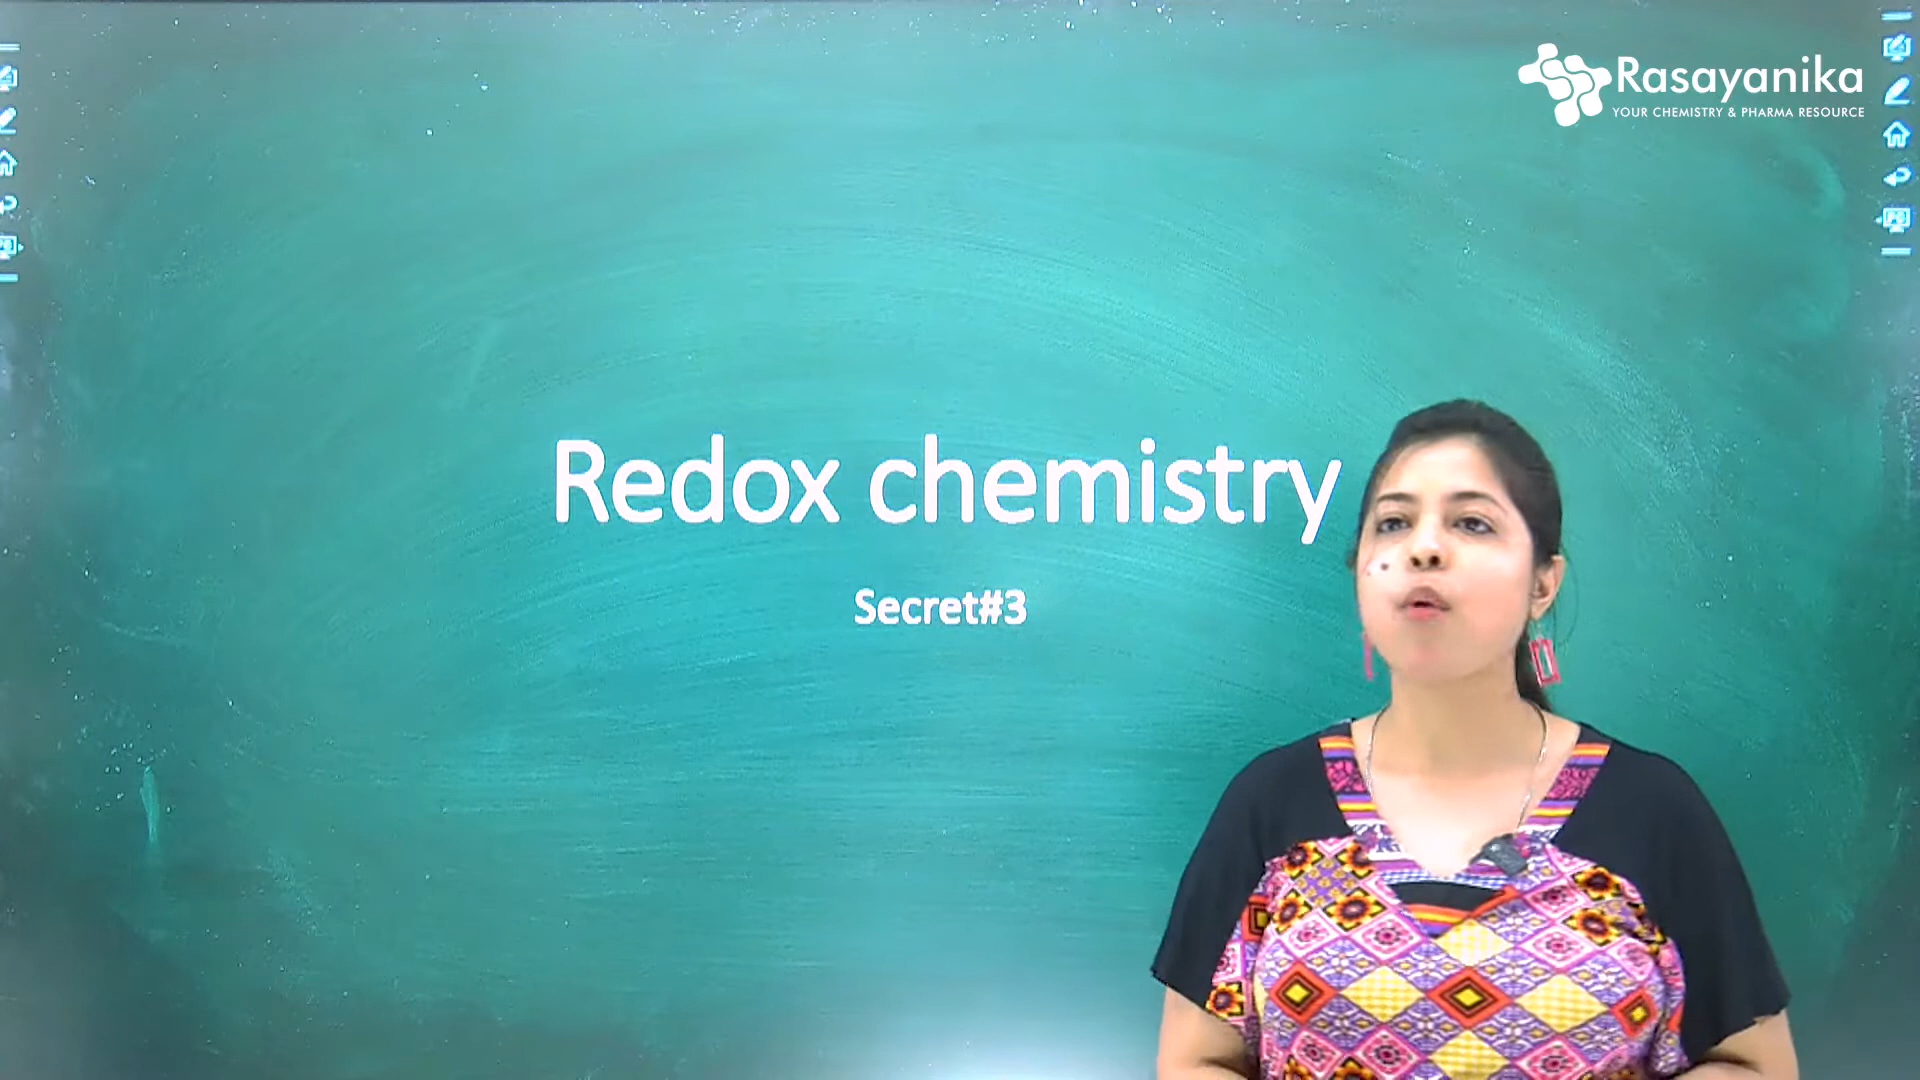 Rasayanika
YOUR CHEMISTRY & PHARMA RESOURCE
Redox chemistry
Secret#3